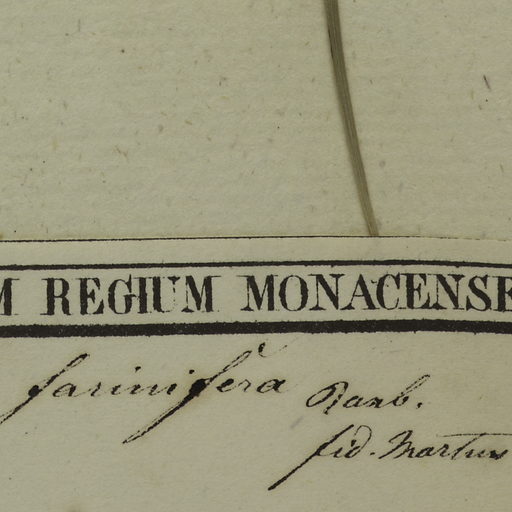 M REGIUM MONACENSE
farinifera Roxb.
fid. Martius